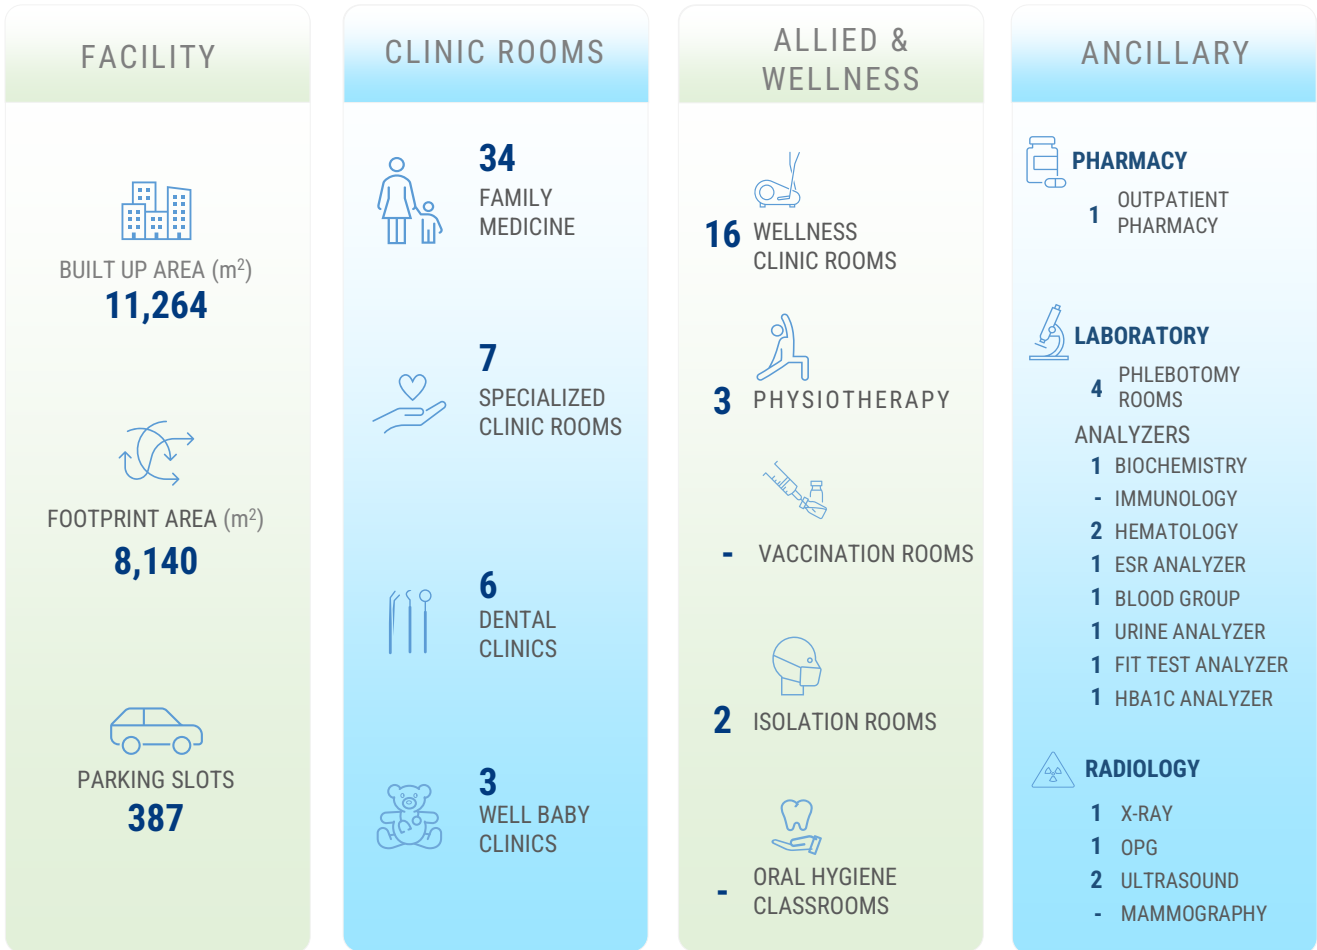 FACILITY
BUILT UP AREA (m²)
11,264
FOOTPRINT AREA (m²)
8,140
PARKING SLOTS
387
CLINIC ROOMS
34
FAMILY
MEDICINE
7
SPECIALIZED
CLINIC ROOMS
6
DENTAL
CLINICS
3
WELL BABY
CLINICS
ALLIED &
WELLNESS
16 WELLNESS
CLINIC ROOMS
3 PHYSIOTHERAPY
- VACCINATION ROOMS
2 ISOLATION ROOMS
- ORAL HYGIENE
CLASSROOMS
ANCILLARY
PHARMACY
1 OUTPATIENT
PHARMACY
LABORATORY
4 PHLEBOTOMY
ROOMS
ANALYZERS
1 BIOCHEMISTRY
- IMMUNOLOGY
2 HEMATOLOGY
1 ESR ANALYZER
1 BLOOD GROUP
1 URINE ANALYZER
1 FIT TEST ANALYZER
1 HBA1C ANALYZER
RADIOLOGY
1 X-RAY
1 OPG
2 ULTRASOUND
- MAMMOGRAPHY